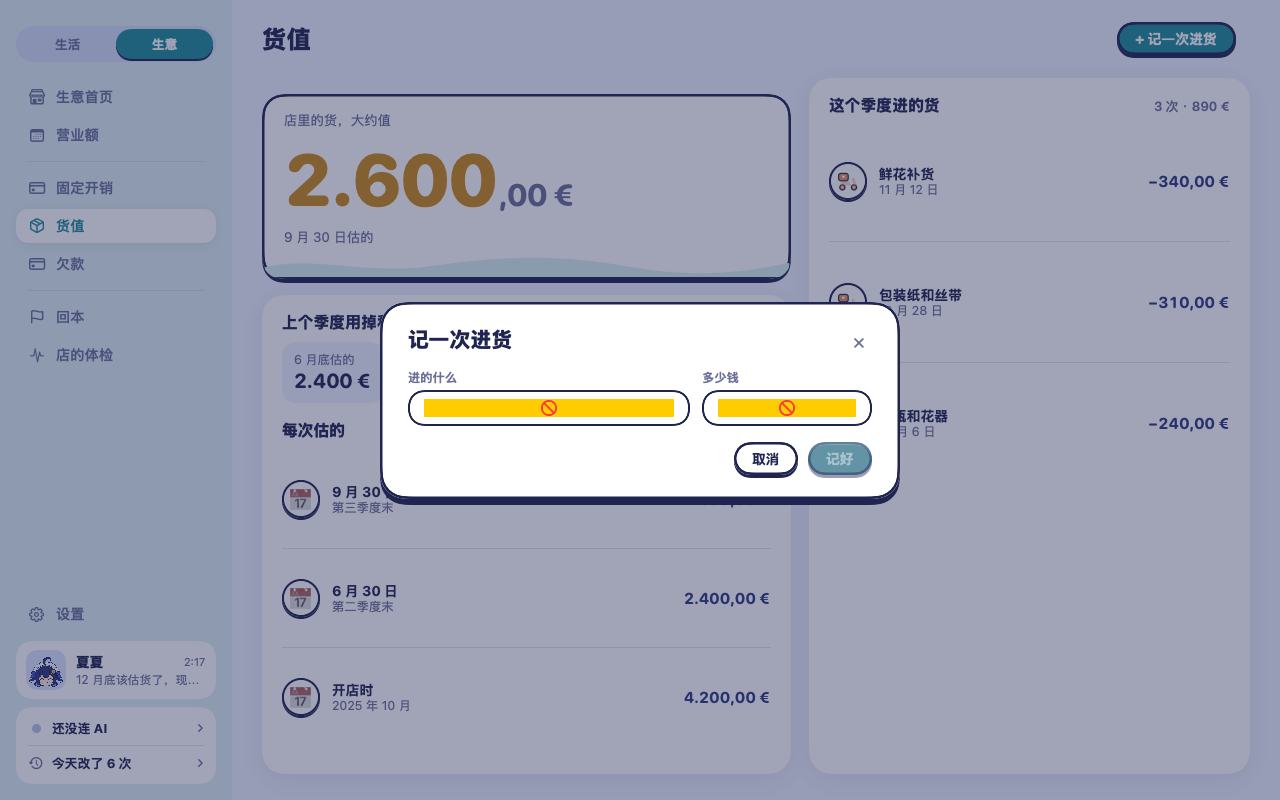 生活
生意
生意首页
营业额
固定开销
货值
欠款
回本
店的体检
设置
夏夏
2:17
12 月底该估货了，现…
还没连 AI
今天改了 6 次
货值
+ 记一次进货
店里的货，大约值
2.600,00 €
9 月 30 日估的
上个季度用掉
6 月底估的
2.400 €
每次估的
9 月 30
第三季度末
6 月 30 日
第二季度末
2.400,00 €
开店时
2025 年 10 月
4.200,00 €
这个季度进的货
3 次 · 890 €
鲜花补货
11 月 12 日
−340,00 €
包装纸和丝带
月 28 日
−310,00 €
和花器
6 日
−240,00 €
记一次进货
进的什么
多少钱
取消
记好